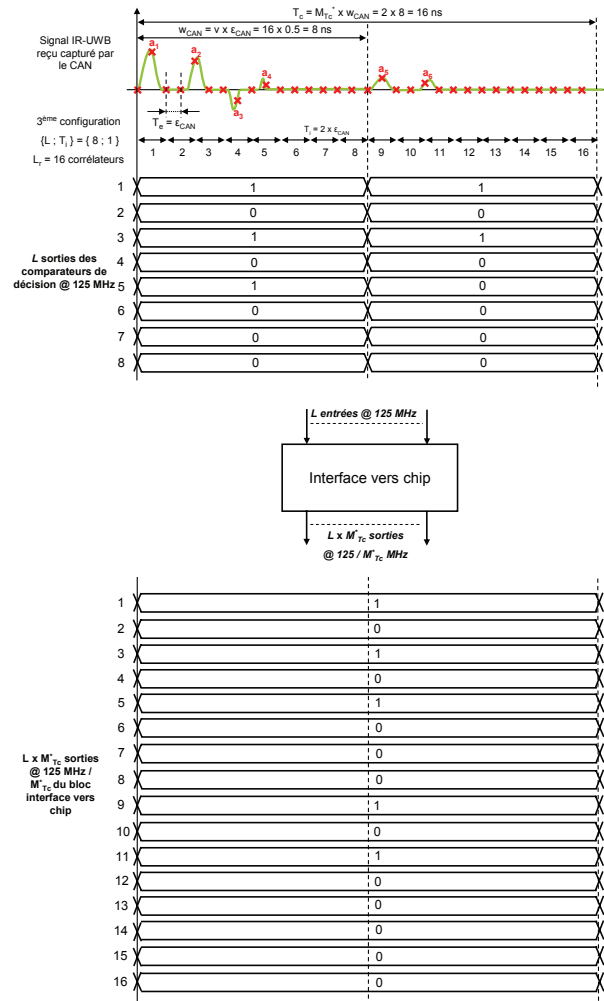 T_c = M_Tc^* x w_CAN = 2 x 8 = 16 ns
w_CAN = v x ε_CAN = 16 x 0.5 = 8 ns
Signal IR-UWB
reçu capturé par
le CAN
a_1
a_2
a_3
a_4
a_5
a_6
T_e = ε_CAN
3ème configuration
{L ; T_i } = { 8 ; 1 }
L_r = 16 corrélateurs
T_i = 2 x ε_CAN
1 2 3 4 5 6 7 8 9 10 11 12 13 14 15 16
L sorties des
comparateurs de
décision @ 125 MHz
1 1 1
2 0 0
3 1 1
4 0 0
5 1 0
6 0 0
7 0 0
8 0 0
L entrées @ 125 MHz
Interface vers chip
L x M*_Tc sorties
@ 125 / M*_Tc MHz
L x M*_Tc sorties
@ 125 MHz /
M*_Tc du bloc
interface vers
chip
1 1
2 0
3 1
4 0
5 1
6 0
7 0
8 0
9 1
10 0
11 1
12 0
13 0
14 0
15 0
16 0